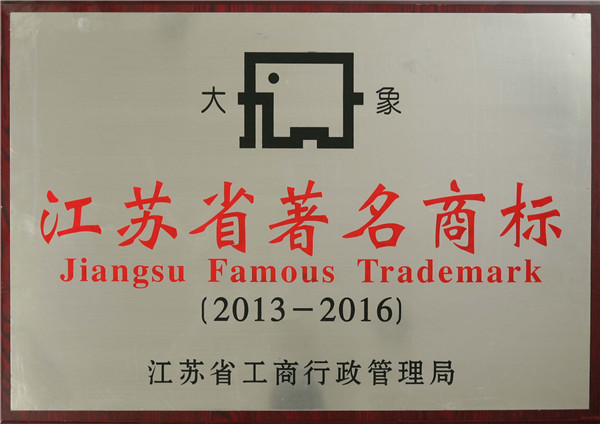 大 象
江苏省著名商标
Jiangsu Famous Trademark
(2013-2016)
江苏省工商行政管理局